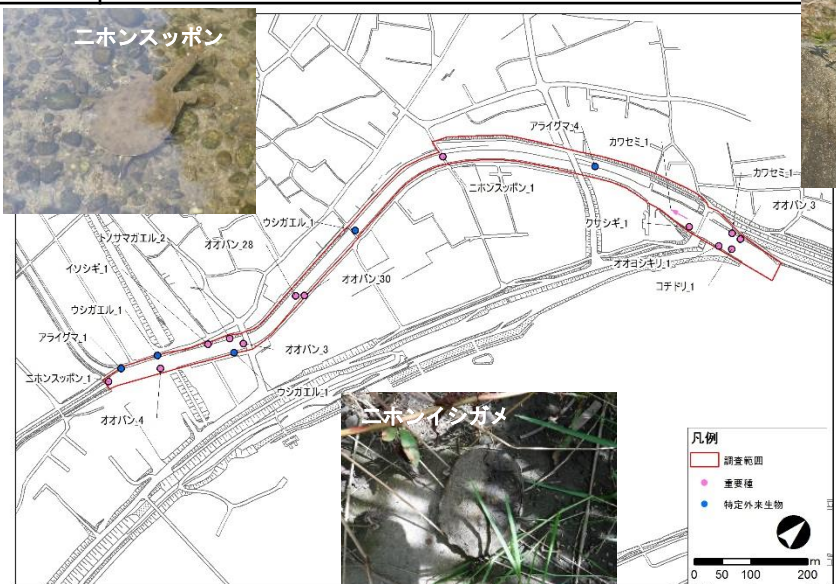 ニホンスッポン
アライグマ_4
カワセミ_1
カワセミ_1
オオバン_3
ニホンスッポン_1
クサシギ_1
オオヨシキリ_1
コチドリ_1
ウシガエル_1
トノサマガエル_2
オオバン_28
イソシギ_1
オオバン_30
ウシガエル_1
アライグマ_1
オオバン_3
ニホンスッポン_1
ウシガエル_1
オオバン_4
ニホンイシガメ
凡例
調査範囲
重要種
特定外来生物
0 50 100 200 m